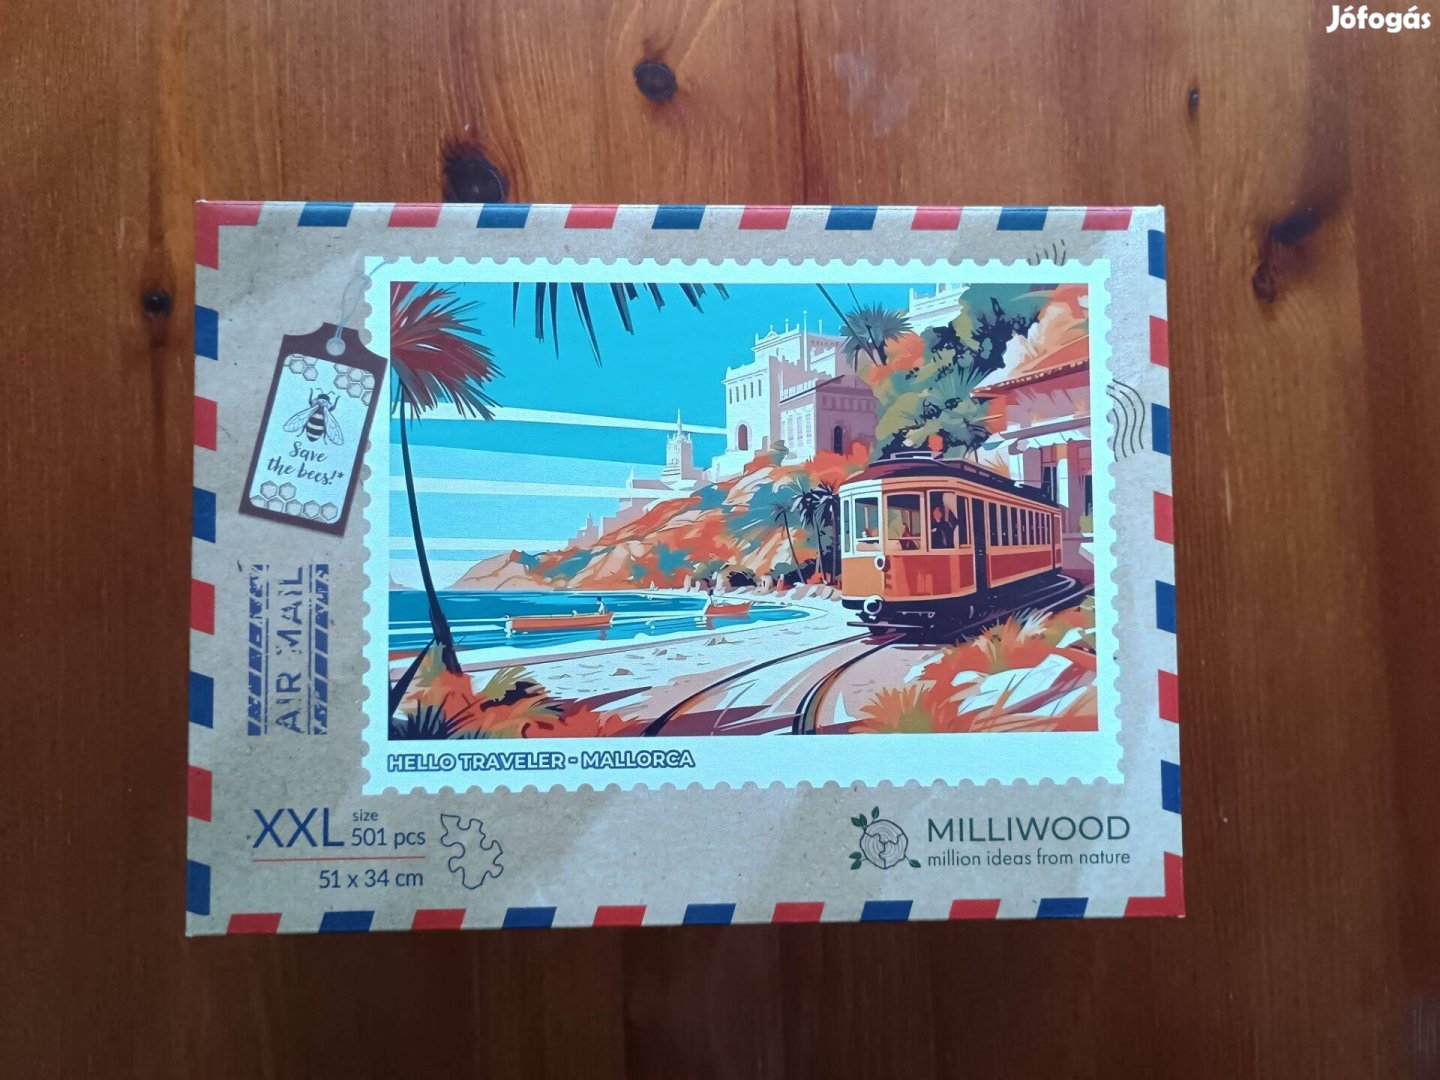 Jófogás
Save
the bees!*
AIR MAIL
HELLO TRAVELER - MALLORCA
XXL size
501 pcs
51 x 34 cm
MILLIWOOD
million ideas from nature